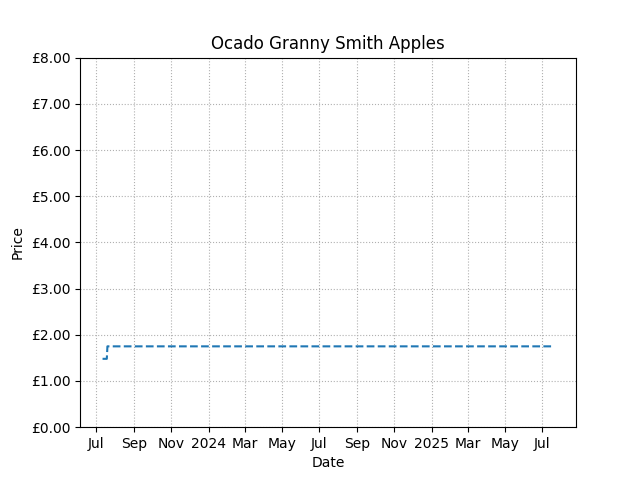 Ocado Granny Smith Apples
£8.00
£7.00
£6.00
£5.00
£4.00
£3.00
£2.00
£1.00
£0.00
Price
Jul Sep Nov 2024 Mar May Jul Sep Nov 2025 Mar May Jul
Date